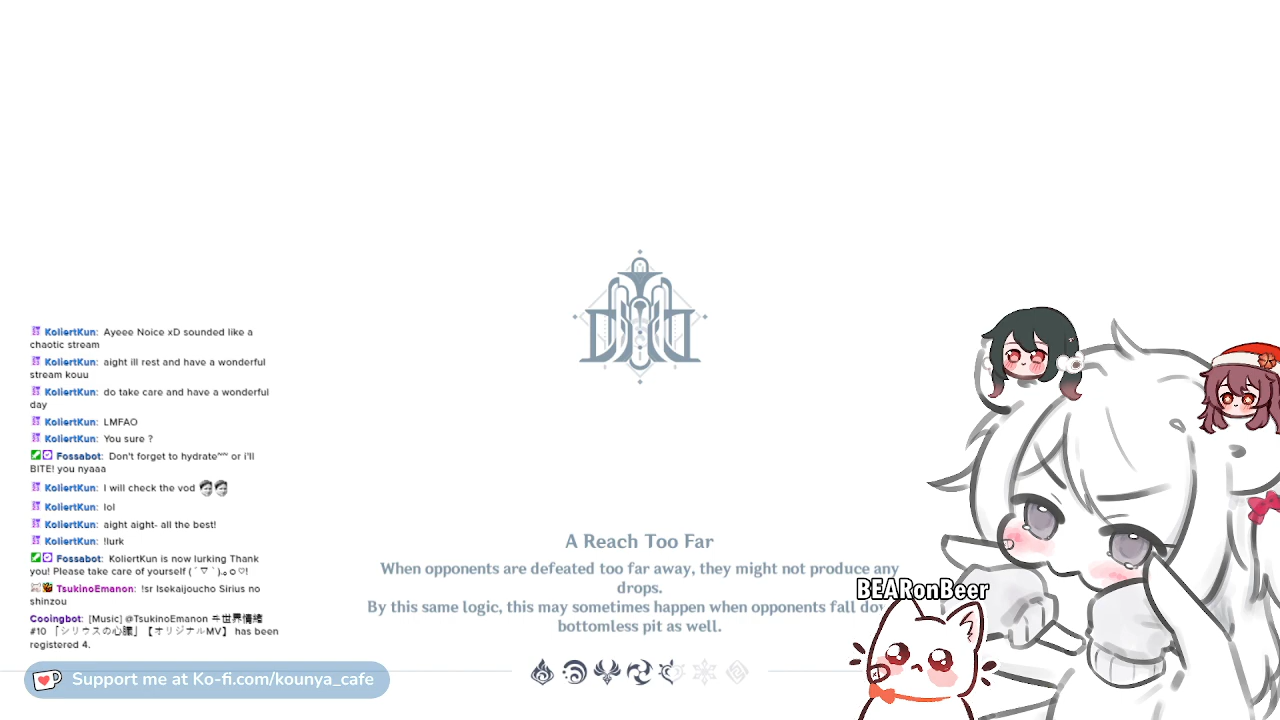 KoliertKun: Ayeee Noice xD sounded like a
chaotic stream
KoliertKun: aight ill rest and have a wonderful
stream kouu
KoliertKun: do take care and have a wonderful
day
KoliertKun: LMFAO
KoliertKun: You sure ?
Fossabot: Don't forget to hydrate~~ or i'll
BITE! you nyaaa
KoliertKun: I will check the vod
KoliertKun: lol
KoliertKun: aight aight- all the best!
KoliertKun: !lurk
Fossabot: KoliertKun is now lurking Thank
you! Please take care of yourself (´▽`).｡ｏ♡!
TsukinoEmanon: !sr Isekaijoucho Sirius no
shinzou
Cooingbot: [Music] @TsukinoEmanon ヰ世界情緒
#10 「シリウスの心臓」【オリジナルMV】 has been
registered 4.
Support me at Ko-fi.com/kounya_cafe
A Reach Too Far
When opponents are defeated too far away, they might not produce any
drops.
By this same logic, this may sometimes happen when opponents fall
bottomless pit as well.
BEARonBeer